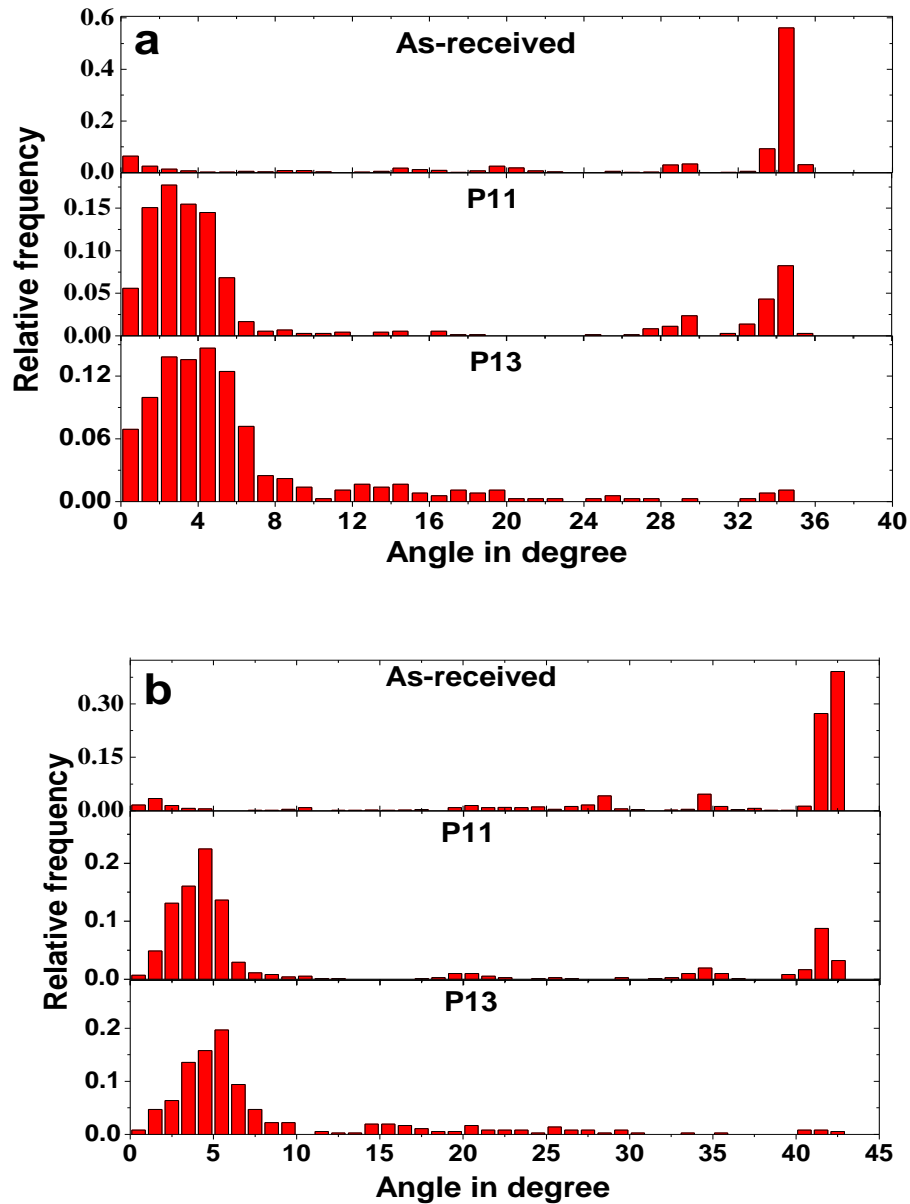 a
As-received
0.6
0.4
0.2
0.0
P11
0.15
0.10
0.05
0.00
P13
0.12
0.06
0.00
0 4 8 12 16 20 24 28 32 36 40
Relative frequency
Angle in degree
b
As-received
0.30
0.15
0.00
P11
0.2
0.1
0.0
P13
0.2
0.1
0.0
0 5 10 15 20 25 30 35 40 45
Relative frequency
Angle in degree